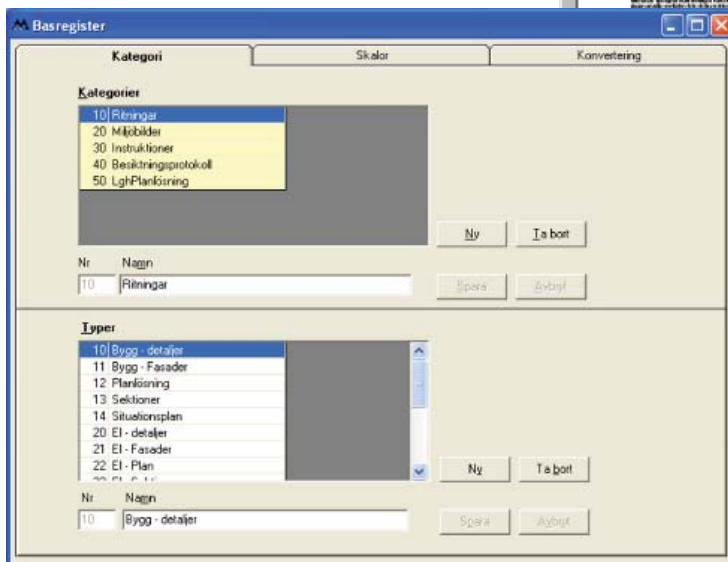 Basregister
Kategori Skalor Konvertering
Kategorier
10 Ritningar
20 Miljöbilder
30 Instruktioner
40 Besiktningsprotokoll
50 LghPlanlösning
Ny Ta bort
Nr Namn
10 Ritningar Spara Avbryt
Typer
10 Bygg - detaljer
11 Bygg - Fasader
12 Planlösning
13 Sektioner
14 Situationsplan
20 El - detaljer
21 El - Fasader
22 El - Plan
Ny Ta bort
Nr Namn
10 Bygg - detaljer Spara Avbryt